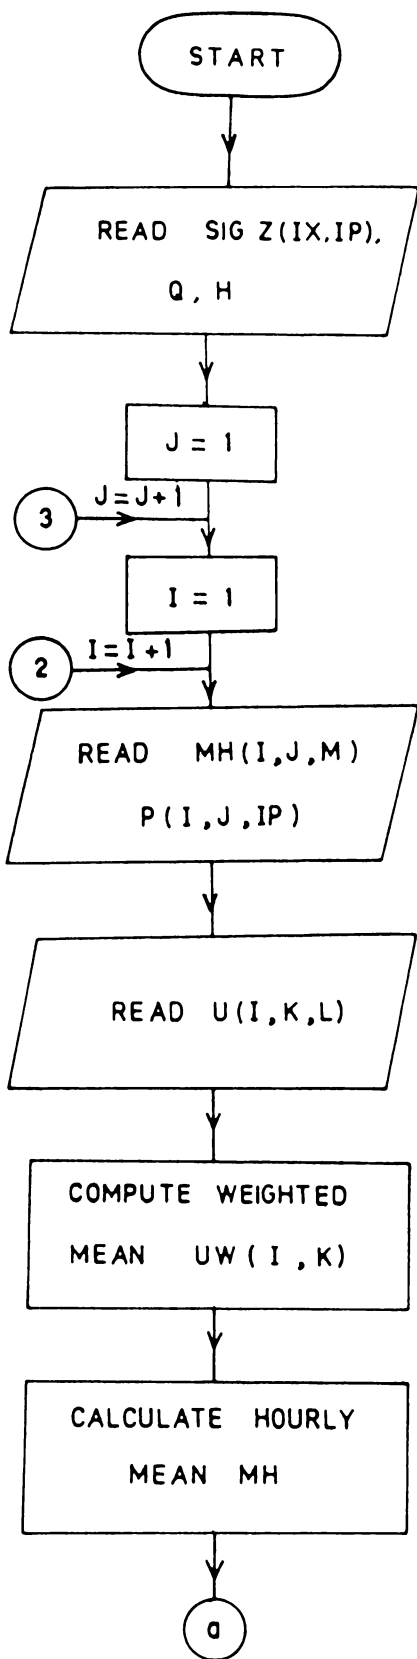 START
READ SIG Z(IX,IP),
Q, H
J = 1
J=J+1
3
I = 1
I=I+1
2
READ MH(I,J,M)
P(I,J,IP)
READ U(I,K,L)
COMPUTE WEIGHTED
MEAN UW(I,K)
CALCULATE HOURLY
MEAN MH
a